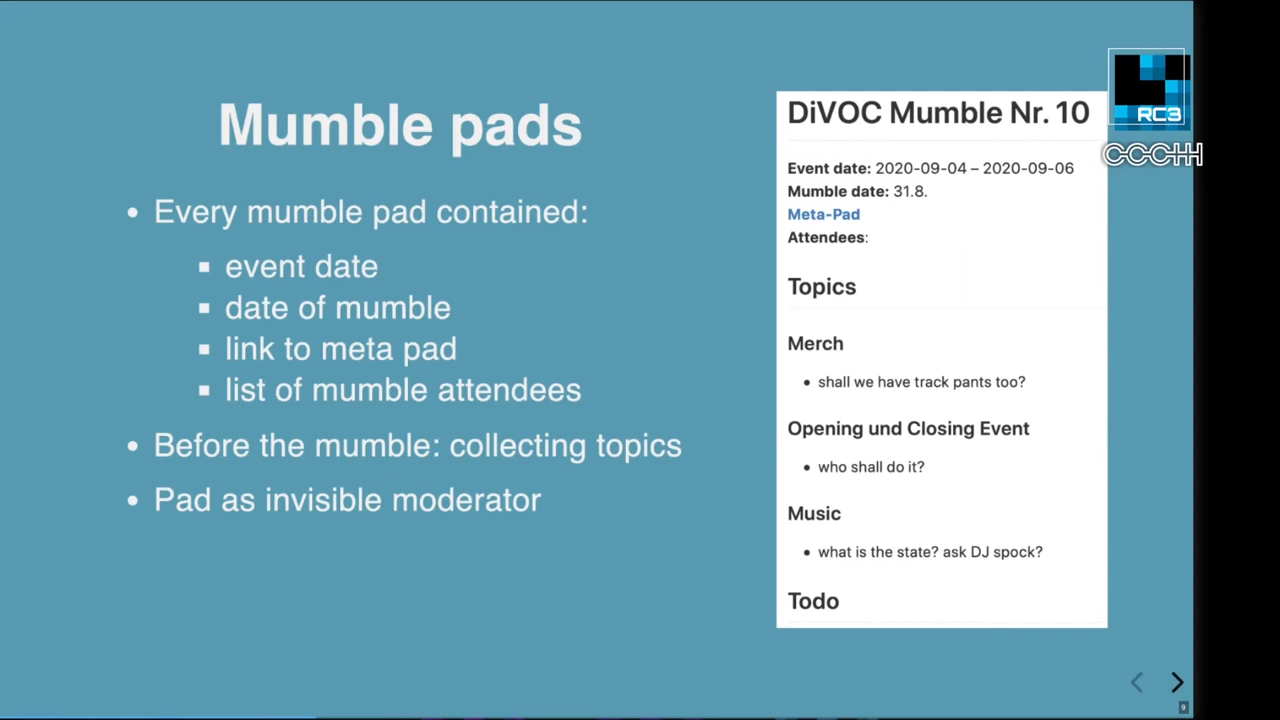 Mumble pads
Every mumble pad contained:
event date
date of mumble
link to meta pad
list of mumble attendees
Before the mumble: collecting topics
Pad as invisible moderator
DiVOC Mumble Nr. 10
Event date: 2020-09-04 – 2020-09-06
Mumble date: 31.8.
Meta-Pad
Attendees:
Topics
Merch
shall we have track pants too?
Opening und Closing Event
who shall do it?
Music
what is the state? ask DJ spock?
Todo
RC3
CCCHH
9